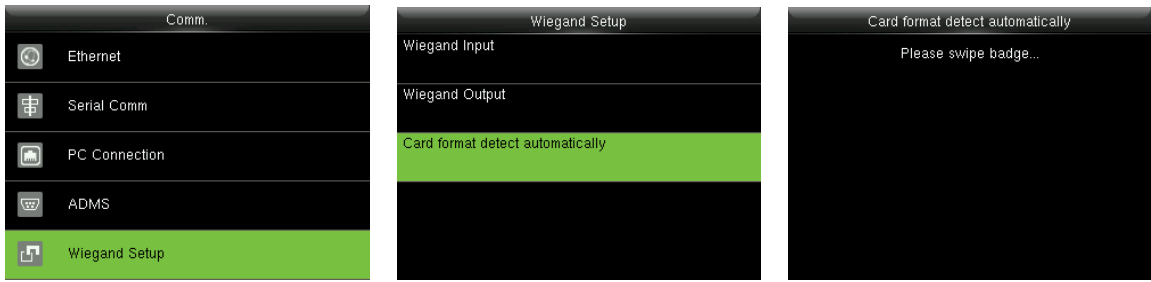 Comm.
Ethernet
Serial Comm
PC Connection
ADMS
Wiegand Setup
Wiegand Setup
Wiegand Input
Wiegand Output
Card format detect automatically
Card format detect automatically
Please swipe badge...